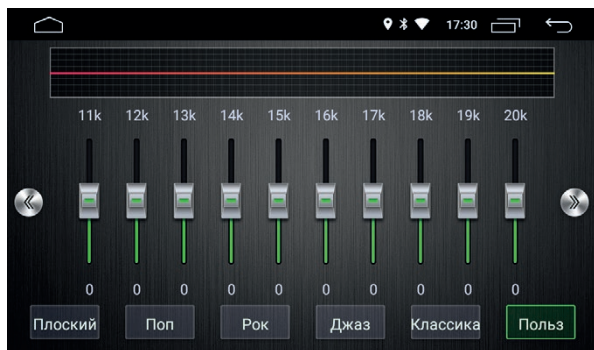 17:30
11k 12k 13k 14k 15k 16k 17k 18k 19k 20k
0 0 0 0 0 0 0 0 0 0
Плоский Поп Рок Джаз Классика Польз